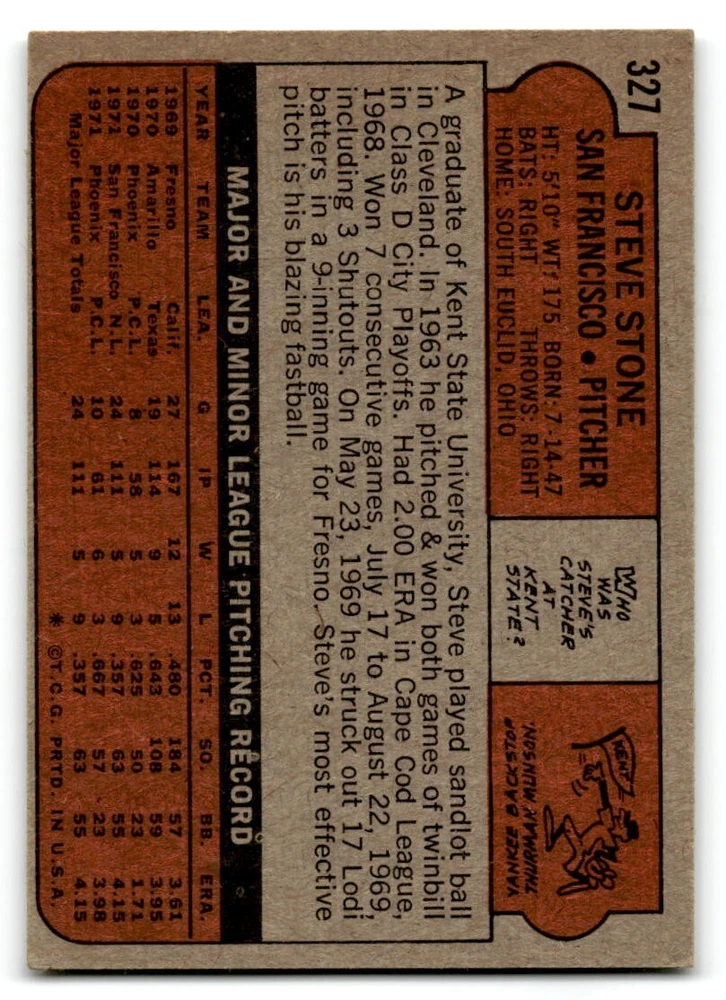 327
STEVE STONE
SAN FRANCISCO • PITCHER
HT: 5'10" WT: 175 BORN: 7-14-47
BATS: RIGHT THROWS: RIGHT
HOME: SOUTH EUCLID, OHIO
WHO
WAS
STEVE'S
CATCHER
AT
KENT
STATE?
KENT
YANKEE BACKSTOP
THURMAN MUNSON.
A graduate of Kent State University, Steve played sandlot ball
in Cleveland. In 1963 he pitched & won both games of twinbill
in Class D City Playoffs. Had 2.00 ERA in Cape Cod League,
1968. Won 7 consecutive games, July 17 to August 22, 1969,
including 3 Shutouts. On May 23, 1969 he struck out 17 Lodi
batters in a 9-inning game for Fresno. Steve's most effective
pitch is his blazing fastball.
MAJOR AND MINOR LEAGUE PITCHING RECORD
YEAR TEAM LEA. G IP W L PCT. SO. BB. ERA.
1969 Fresno Calif. 27 167 12 13 .480 184 57 3.61
1970 Amarillo Texas 19 114 9 5 .643 108 59 3.95
1970 Phoenix P.C.L. 8 58 5 3 .625 50 23 1.71
1971 San Francisco N.L. 24 111 5 9 .357 63 55 4.15
1971 Phoenix P.C.L. 10 61 6 3 .667 57 23 3.98
Major League Totals 24 111 5 9 .357 63 55 4.15
* ©T.C.G. PRTD. IN U.S.A.